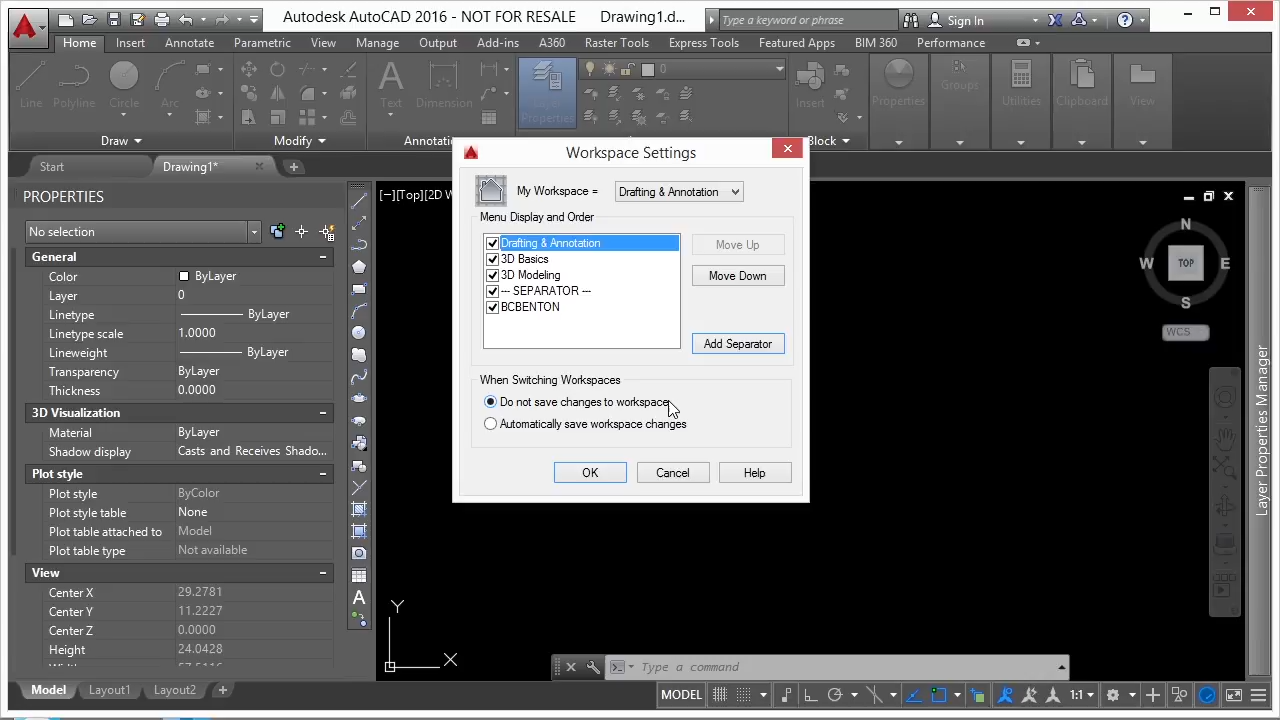 Autodesk AutoCAD 2016 - NOT FOR RESALE Drawing1.d... Type a keyword or phrase Sign In
Home Insert Annotate Parametric View Manage Output Add-ins A360 Raster Tools Express Tools Featured Apps BIM 360 Performance
0
Line Polyline Circle Arc Text Dimension Layer Properties Insert Properties Groups Utilities Clipboard View
Draw Modify Annotatio Block
Start Drawing1*
Workspace Settings
PROPERTIES
[−][Top][2D W
My Workspace = Drafting & Annotation
No selection
Menu Display and Order
Drafting & Annotation
3D Basics
3D Modeling
--- SEPARATOR ---
BCBENTON
Move Up
Move Down
Add Separator
When Switching Workspaces
Do not save changes to workspace
Automatically save workspace changes
OK Cancel Help
General
Color ByLayer
Layer 0
Linetype ByLayer
Linetype scale 1.0000
Lineweight ByLayer
Transparency ByLayer
Thickness 0.0000
3D Visualization
Material ByLayer
Shadow display Casts and Receives Shado...
Plot style
Plot style ByColor
Plot style table None
Plot table attached to Model
Plot table type Not available
View
Center X 29.2781
Center Y 11.2227
Center Z 0.0000
Height 24.0428
N
W TOP E
S
WCS
Layer Properties Manager
Y
X
Type a command
Model Layout1 Layout2
MODEL 1:1